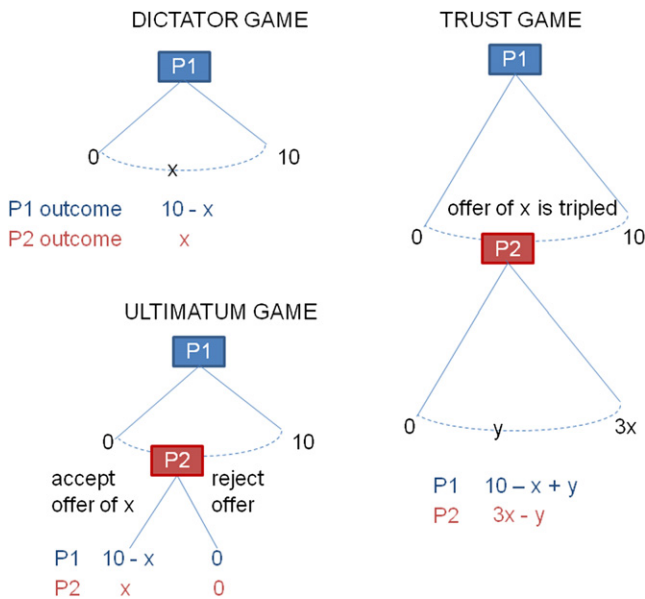 DICTATOR GAME
P1
0
x
10
P1 outcome 10 - x
P2 outcome x
ULTIMATUM GAME
P1
0
10
P2
accept reject
offer of x offer
P1 10 - x 0
P2 x 0
TRUST GAME
P1
offer of x is tripled
0
10
P2
0
y
3x
P1 10 – x + y
P2 3x - y